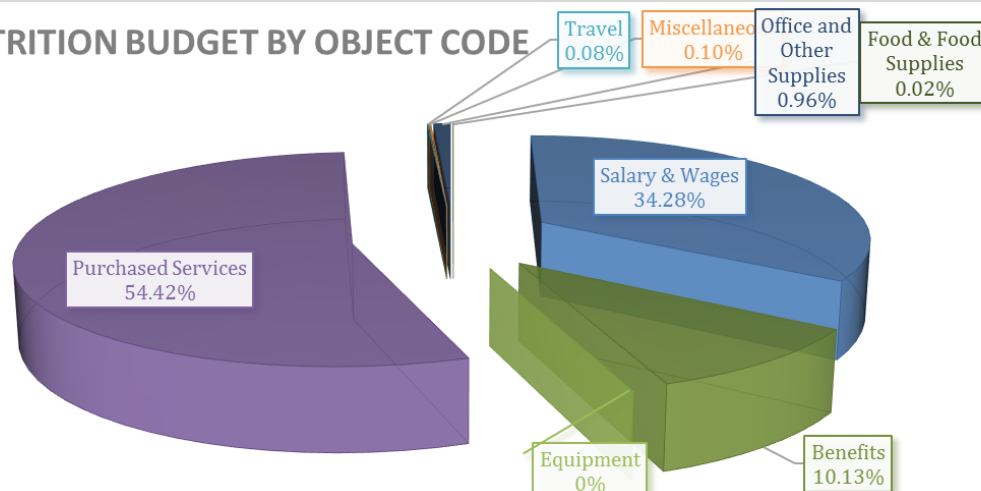 TRITION BUDGET BY OBJECT CODE
Travel
0.08%
Miscellaneo
0.10%
Office and
Other
Supplies
0.96%
Food & Food
Supplies
0.02%
Salary & Wages
34.28%
Purchased Services
54.42%
Equipment
0%
Benefits
10.13%